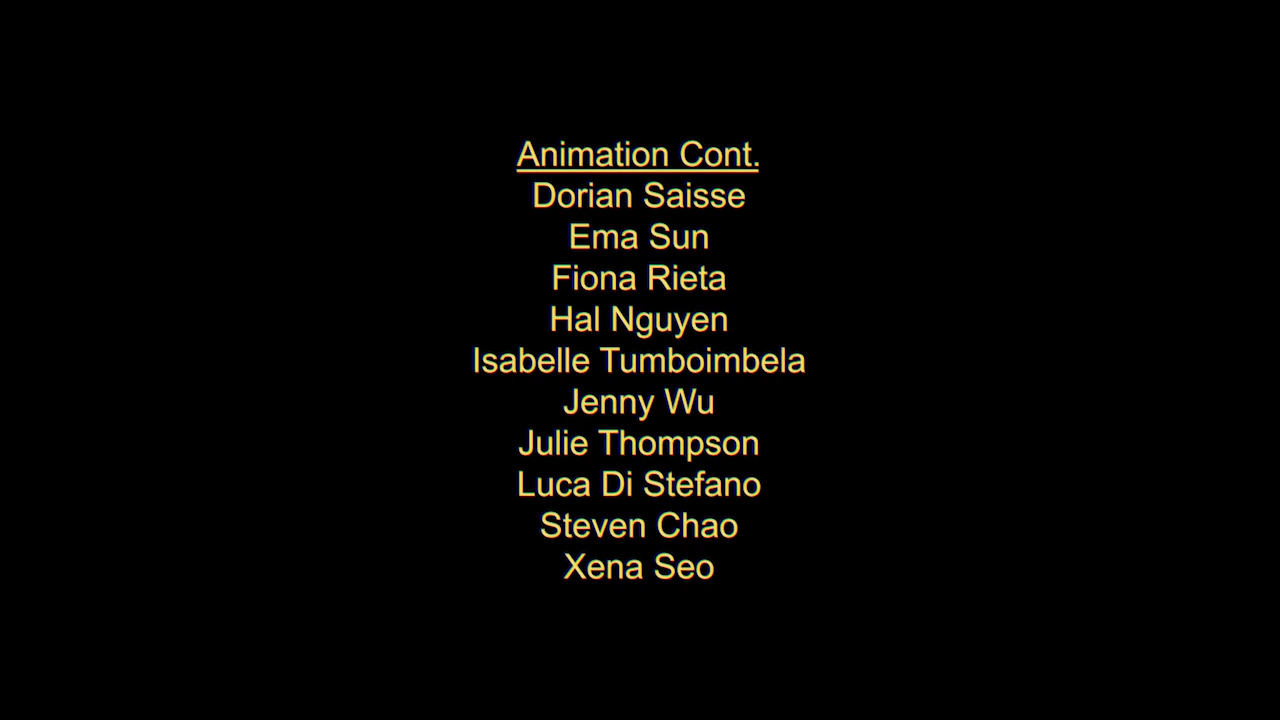 Animation Cont.
Dorian Saisse
Ema Sun
Fiona Rieta
Hal Nguyen
Isabelle Tumboimbela
Jenny Wu
Julie Thompson
Luca Di Stefano
Steven Chao
Xena Seo